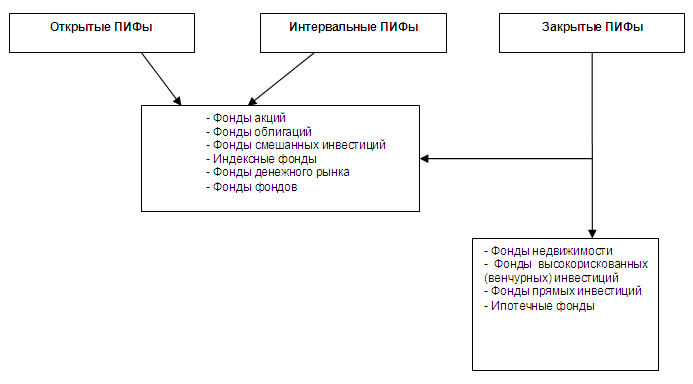 Открытые ПИФы
Интервальные ПИФы
Закрытые ПИФы
- Фонды акций
- Фонды облигаций
- Фонды смешанных инвестиций
- Индексные фонды
- Фонды денежного рынка
- Фонды фондов
- Фонды недвижимости
- Фонды высокорискованных
(венчурных) инвестиций
- Фонды прямых инвестиций
- Ипотечные фонды